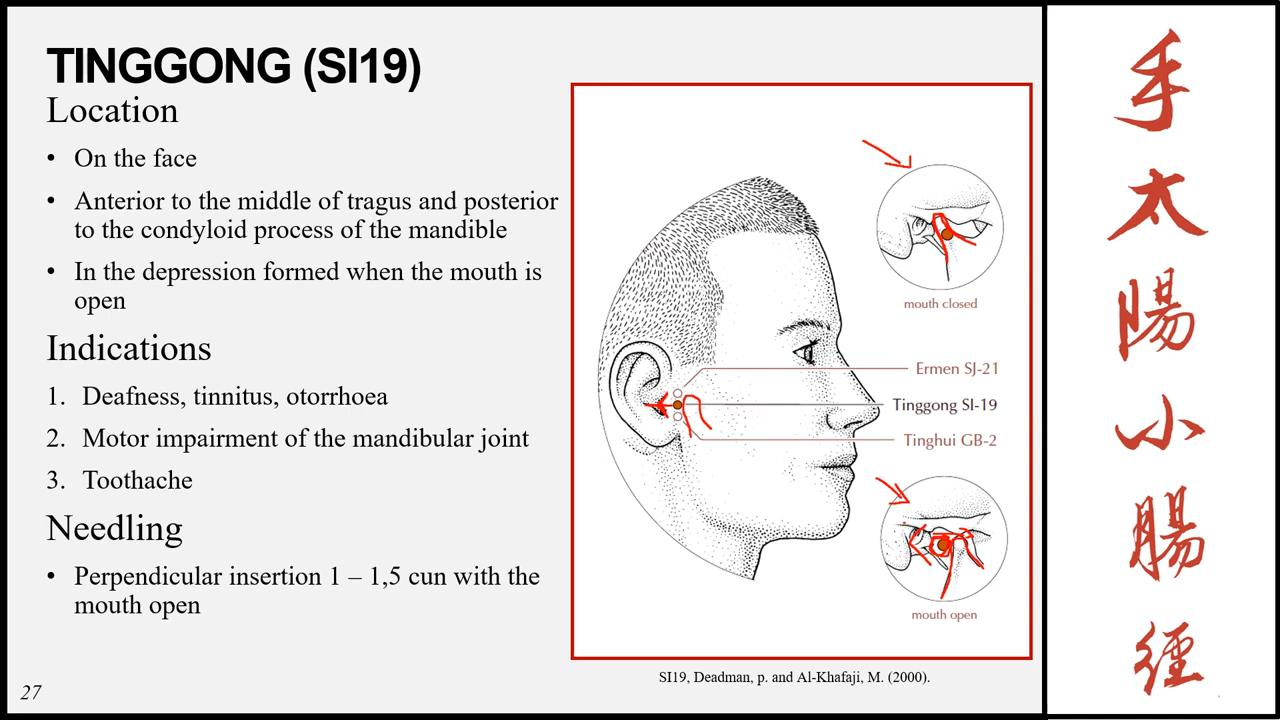 TINGGONG (SI19)
Location
• On the face
• Anterior to the middle of tragus and posterior
to the condyloid process of the mandible
• In the depression formed when the mouth is
open
Indications
1. Deafness, tinnitus, otorrhoea
2. Motor impairment of the mandibular joint
3. Toothache
Needling
• Perpendicular insertion 1 – 1,5 cun with the
mouth open
27
mouth closed
Ermen SJ-21
Tinggong SI-19
Tinghui GB-2
mouth open
SI19, Deadman, p. and Al-Khafaji, M. (2000).
手
太
陽
小
腸
經